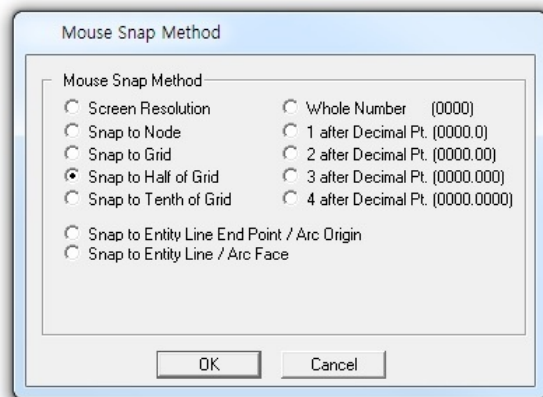 Mouse Snap Method
Mouse Snap Method
Screen Resolution
Snap to Node
Snap to Grid
Snap to Half of Grid
Snap to Tenth of Grid
Whole Number (0000)
1 after Decimal Pt. (0000.0)
2 after Decimal Pt. (0000.00)
3 after Decimal Pt. (0000.000)
4 after Decimal Pt. (0000.0000)
Snap to Entity Line End Point / Arc Origin
Snap to Entity Line / Arc Face
OK
Cancel